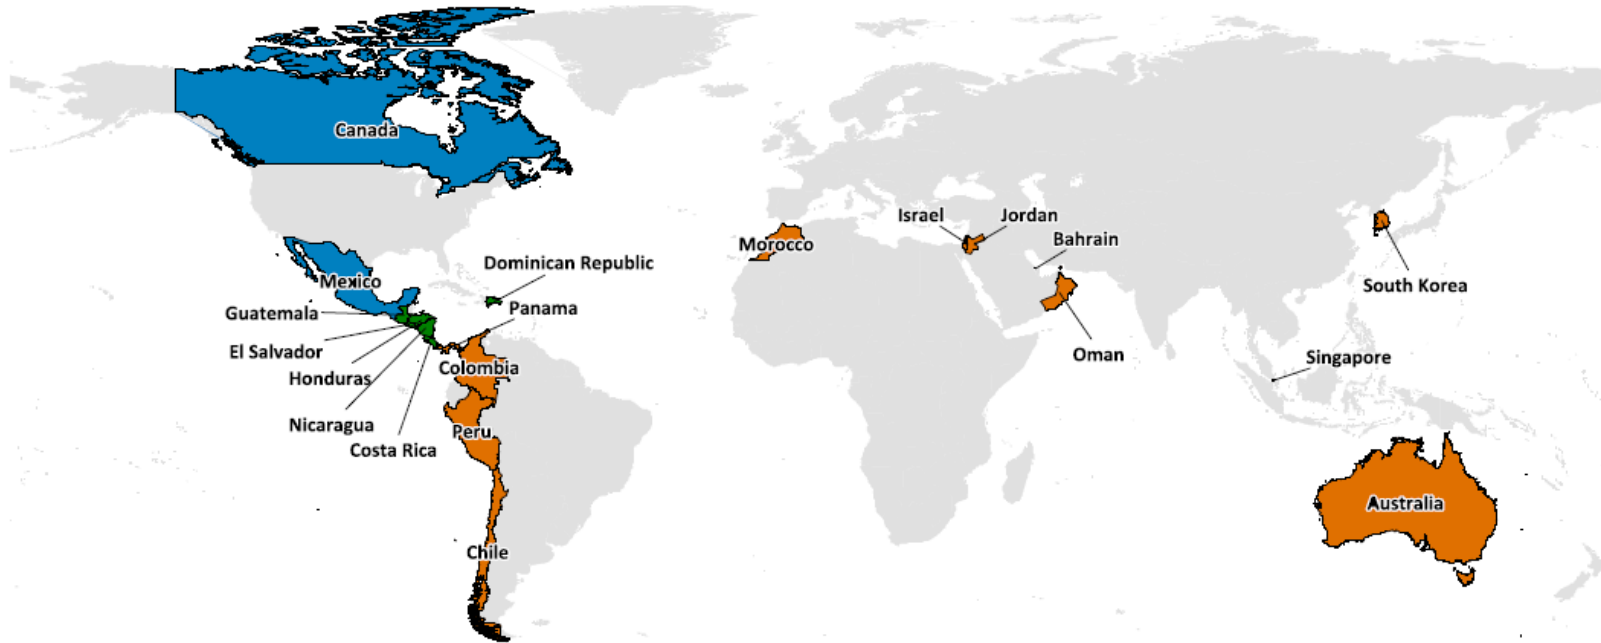 Canada
Israel
Jordan
Morocco
Bahrain
Dominican Republic
Mexico
South Korea
Guatemala
Panama
El Salvador
Oman
Singapore
Colombia
Honduras
Nicaragua
Peru
Costa Rica
Australia
Chile